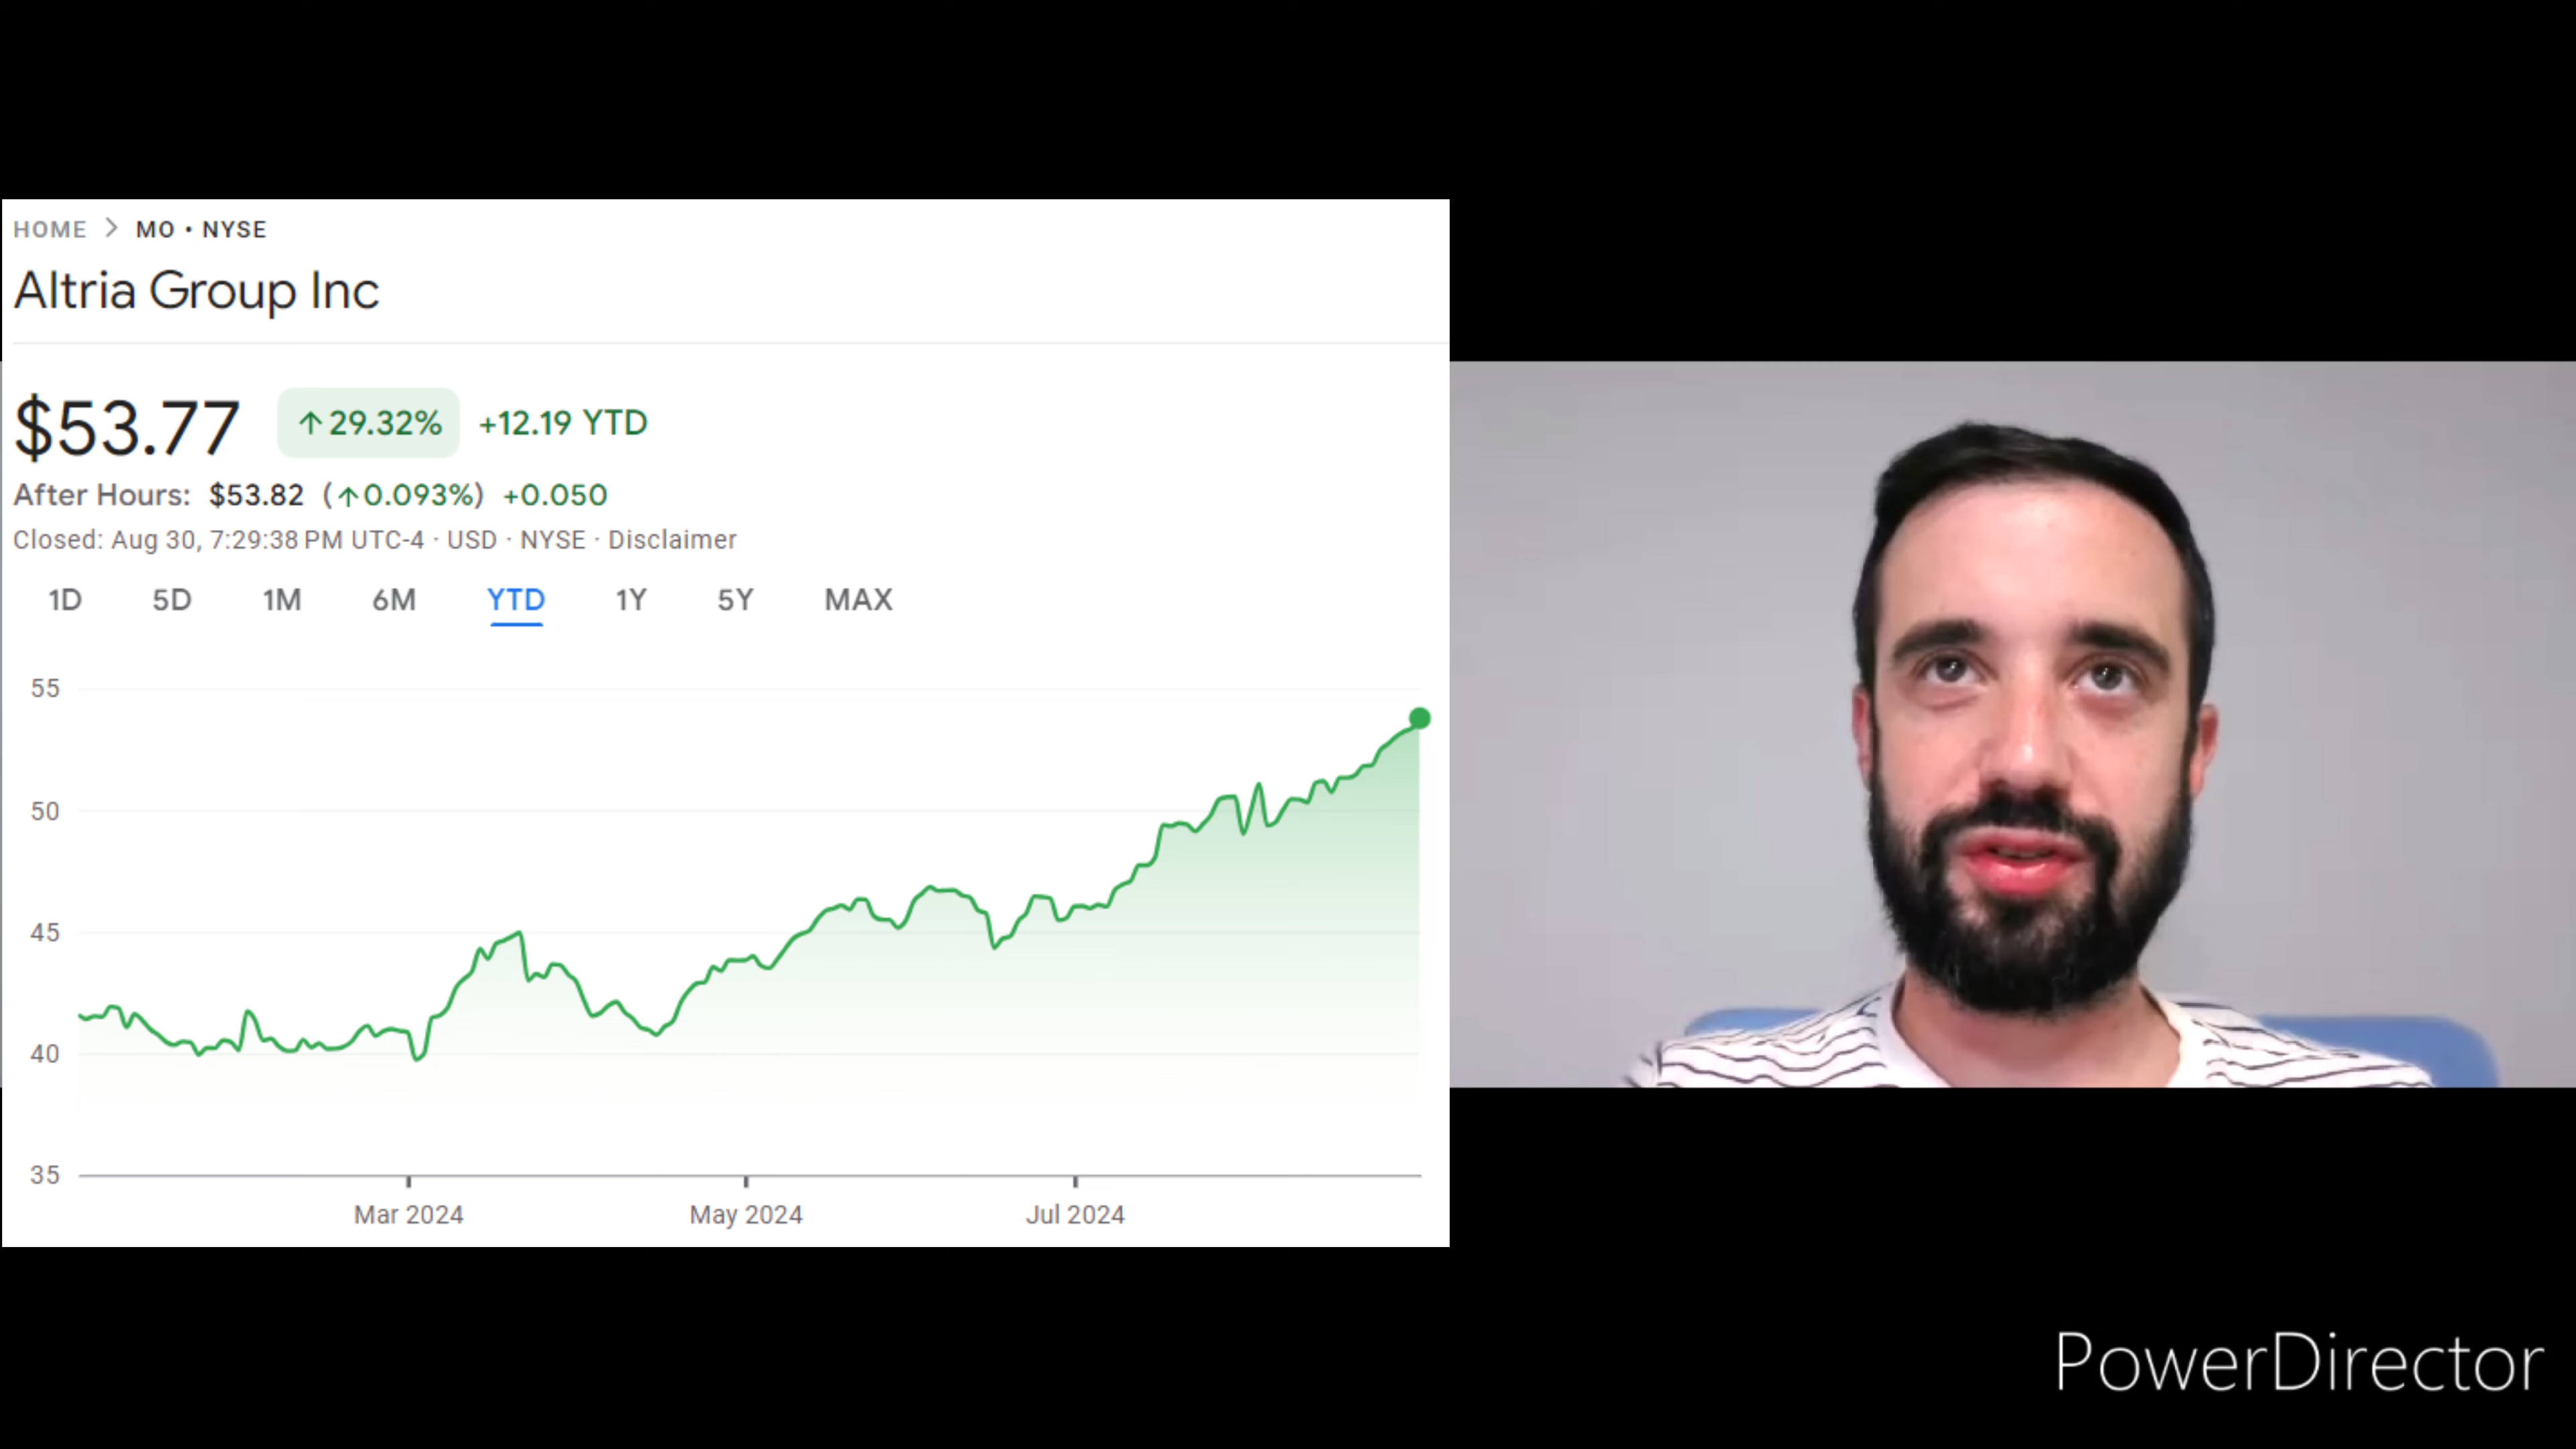 HOME > MO • NYSE
Altria Group Inc
$53.77 ↑29.32% +12.19 YTD
After Hours: $53.82 (↑0.093%) +0.050
Closed: Aug 30, 7:29:38 PM UTC-4 · USD · NYSE · Disclaimer
1D 5D 1M 6M YTD 1Y 5Y MAX
55
50
45
40
35
Mar 2024 May 2024 Jul 2024
PowerDirector